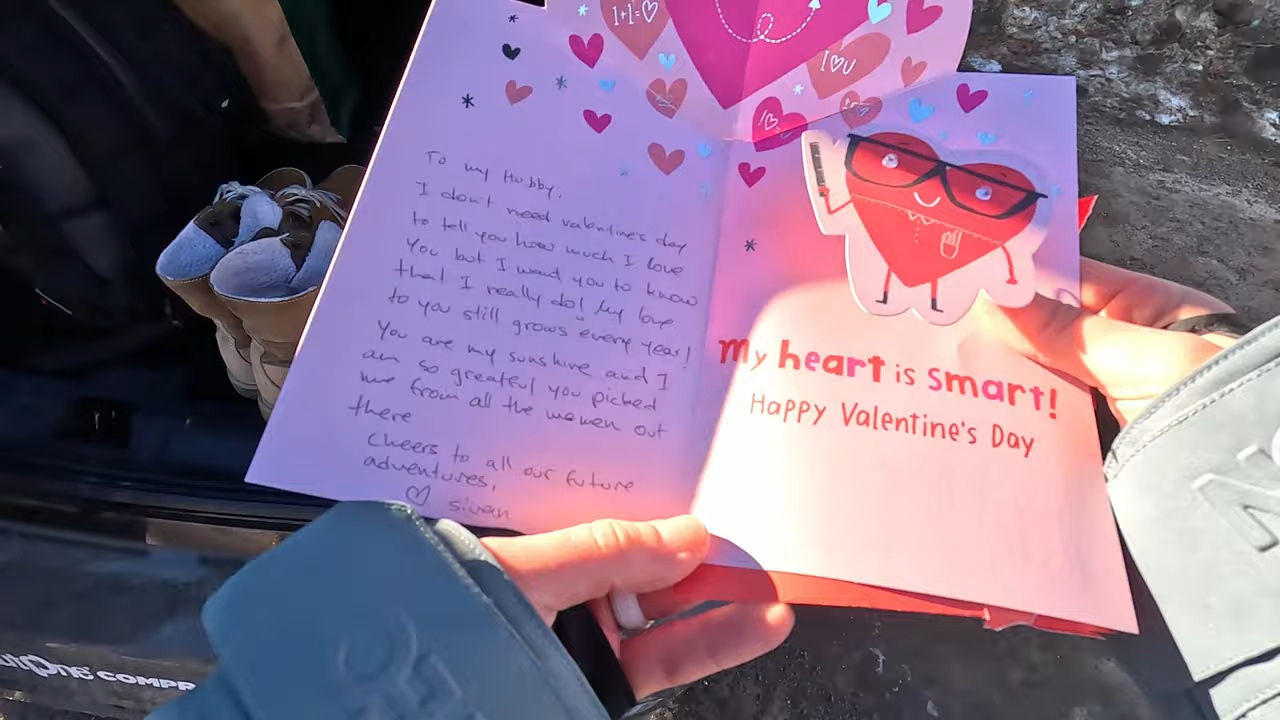 1+1=♡
I♡U
To my Hubby,
I don't need valentine's day
to tell you how much I love
you but I want you to know
that I really do! My love
to you still grows every year!
You are my sunshine and I
am so greatful you picked
me from all the women out
there
Cheers to all our future
adventures,
♡ sivan
My heart is smart!
Happy Valentine's Day
COMPR